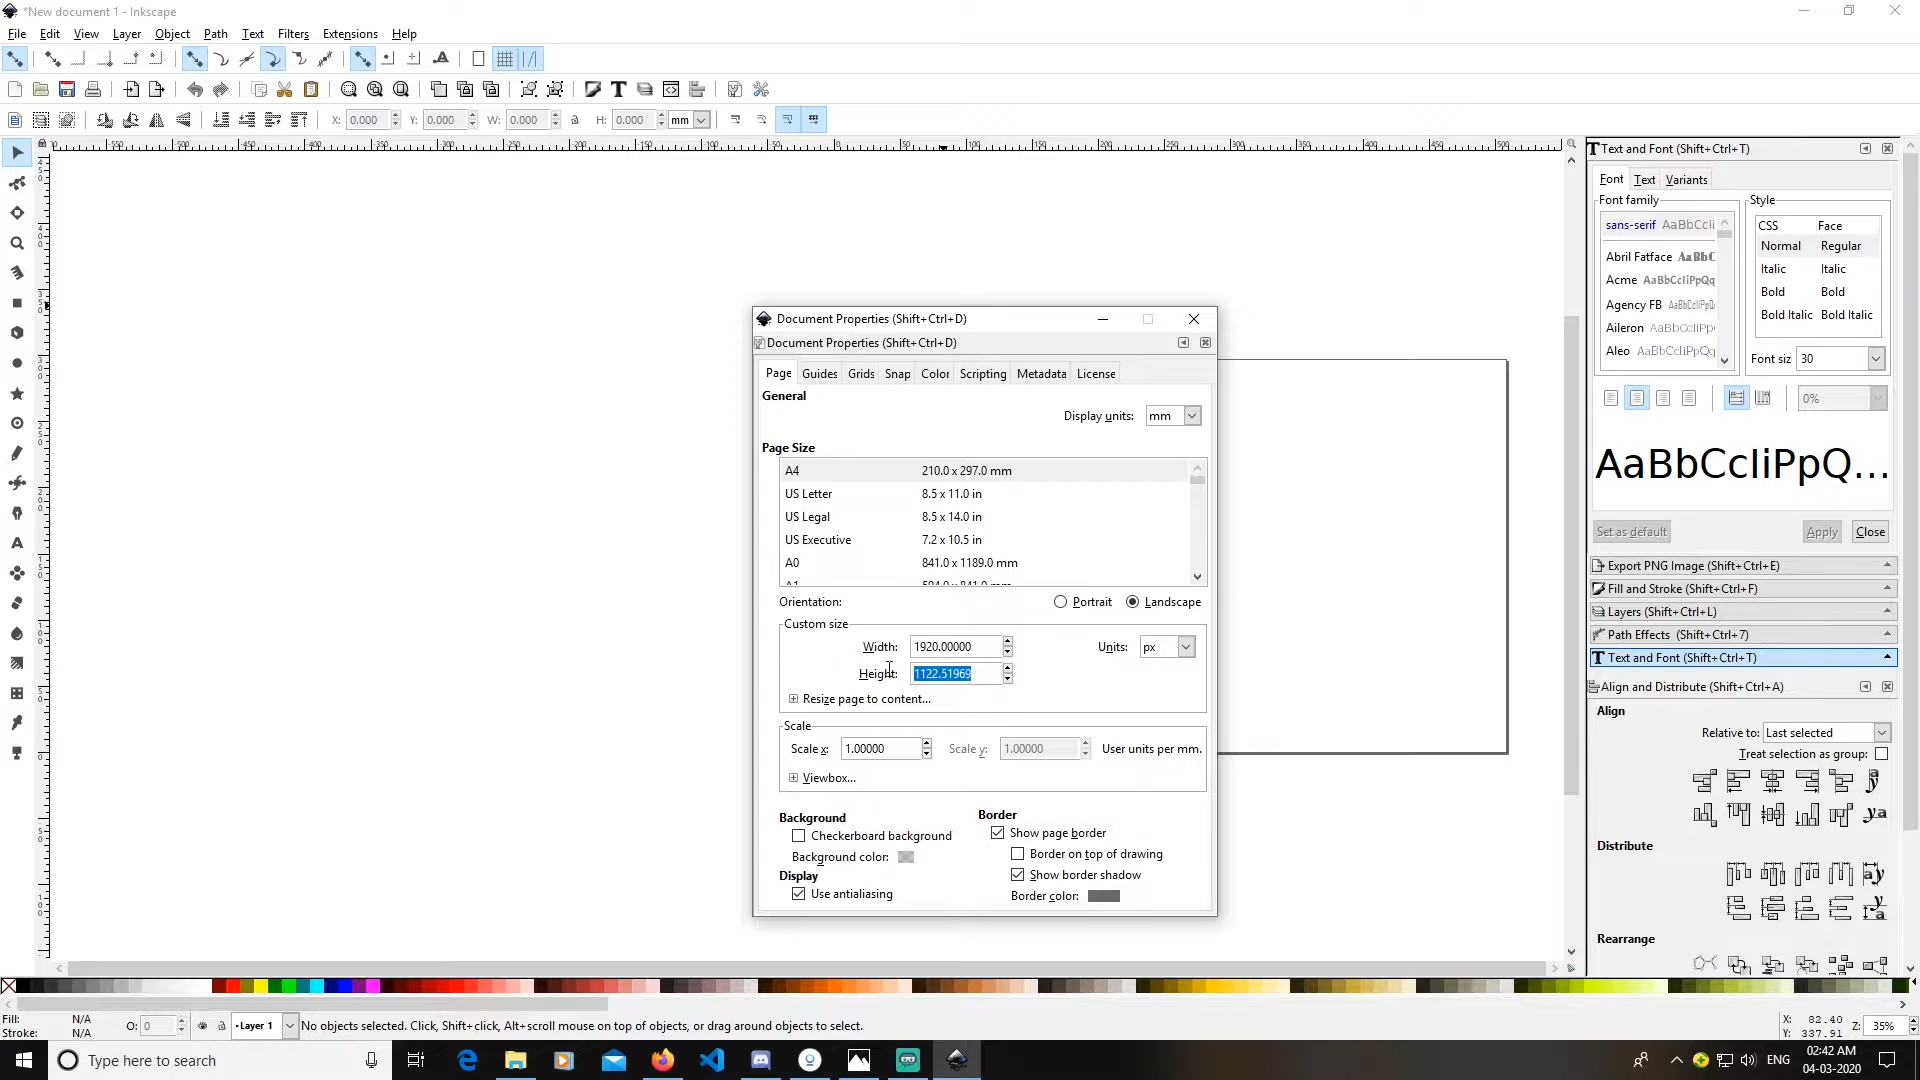 *New document 1 - Inkscape
File Edit View Layer Object Path Text Filters Extensions Help
X: 0.000 Y: 0.000 W: 0.000 H: 0.000 mm
Text and Font (Shift+Ctrl+T)
Font Text Variants
Font family
Style
sans-serif AaBbCcIi
CSS Face
Normal Regular
Abril Fatface AaBbC
Italic Italic
Acme AaBbCcIiPpQq
Bold Bold
Agency FB AaBbCcIiPpQ
Bold Italic Bold Italic
Aileron AaBbCcIiPp
Aleo AaBbCcIiPpQq
Font siz 30
0%
AaBbCcIiPpQ...
Set as default Apply Close
Export PNG Image (Shift+Ctrl+E)
Fill and Stroke (Shift+Ctrl+F)
Layers (Shift+Ctrl+L)
Path Effects (Shift+Ctrl+7)
Text and Font (Shift+Ctrl+T)
Align and Distribute (Shift+Ctrl+A)
Align
Relative to: Last selected
Treat selection as group:
Distribute
Rearrange
Document Properties (Shift+Ctrl+D)
Document Properties (Shift+Ctrl+D)
Page Guides Grids Snap Color Scripting Metadata License
General
Display units: mm
Page Size
A4 210.0 x 297.0 mm
US Letter 8.5 x 11.0 in
US Legal 8.5 x 14.0 in
US Executive 7.2 x 10.5 in
A0 841.0 x 1189.0 mm
A1 594.0 x 841.0 mm
Orientation: Portrait Landscape
Custom size
Width: 1920.00000 Units: px
Height: 1122.51969
Resize page to content...
Scale
Scale x: 1.00000 Scale y: 1.00000 User units per mm.
Viewbox...
Background
Checkerboard background
Background color:
Display
Use antialiasing
Border
Show page border
Border on top of drawing
Show border shadow
Border color:
Fill: N/A
Stroke: N/A
O: 0
Layer 1
No objects selected. Click, Shift+click, Alt+scroll mouse on top of objects, or drag around objects to select.
X: 82.40
Y: 337.91
Z: 35%
Type here to search
ENG
02:42 AM
04-03-2020